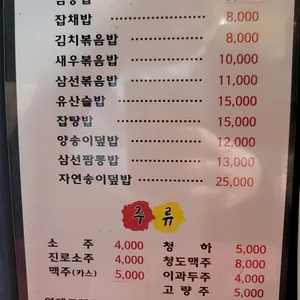 잡채밥 8,000
김치볶음밥 8,000
새우볶음밥 10,000
삼선볶음밥 11,000
유산슬밥 15,000
잡탕밥 15,000
양송이덮밥 12,000
삼선짬뽕밥 13,000
자연송이덮밥 25,000
주류
소주 4,000 청하 5,000
진로소주 4,000 청도맥주 8,000
맥주(카스) 5,000 이과두주 4,000
고량주 5,000